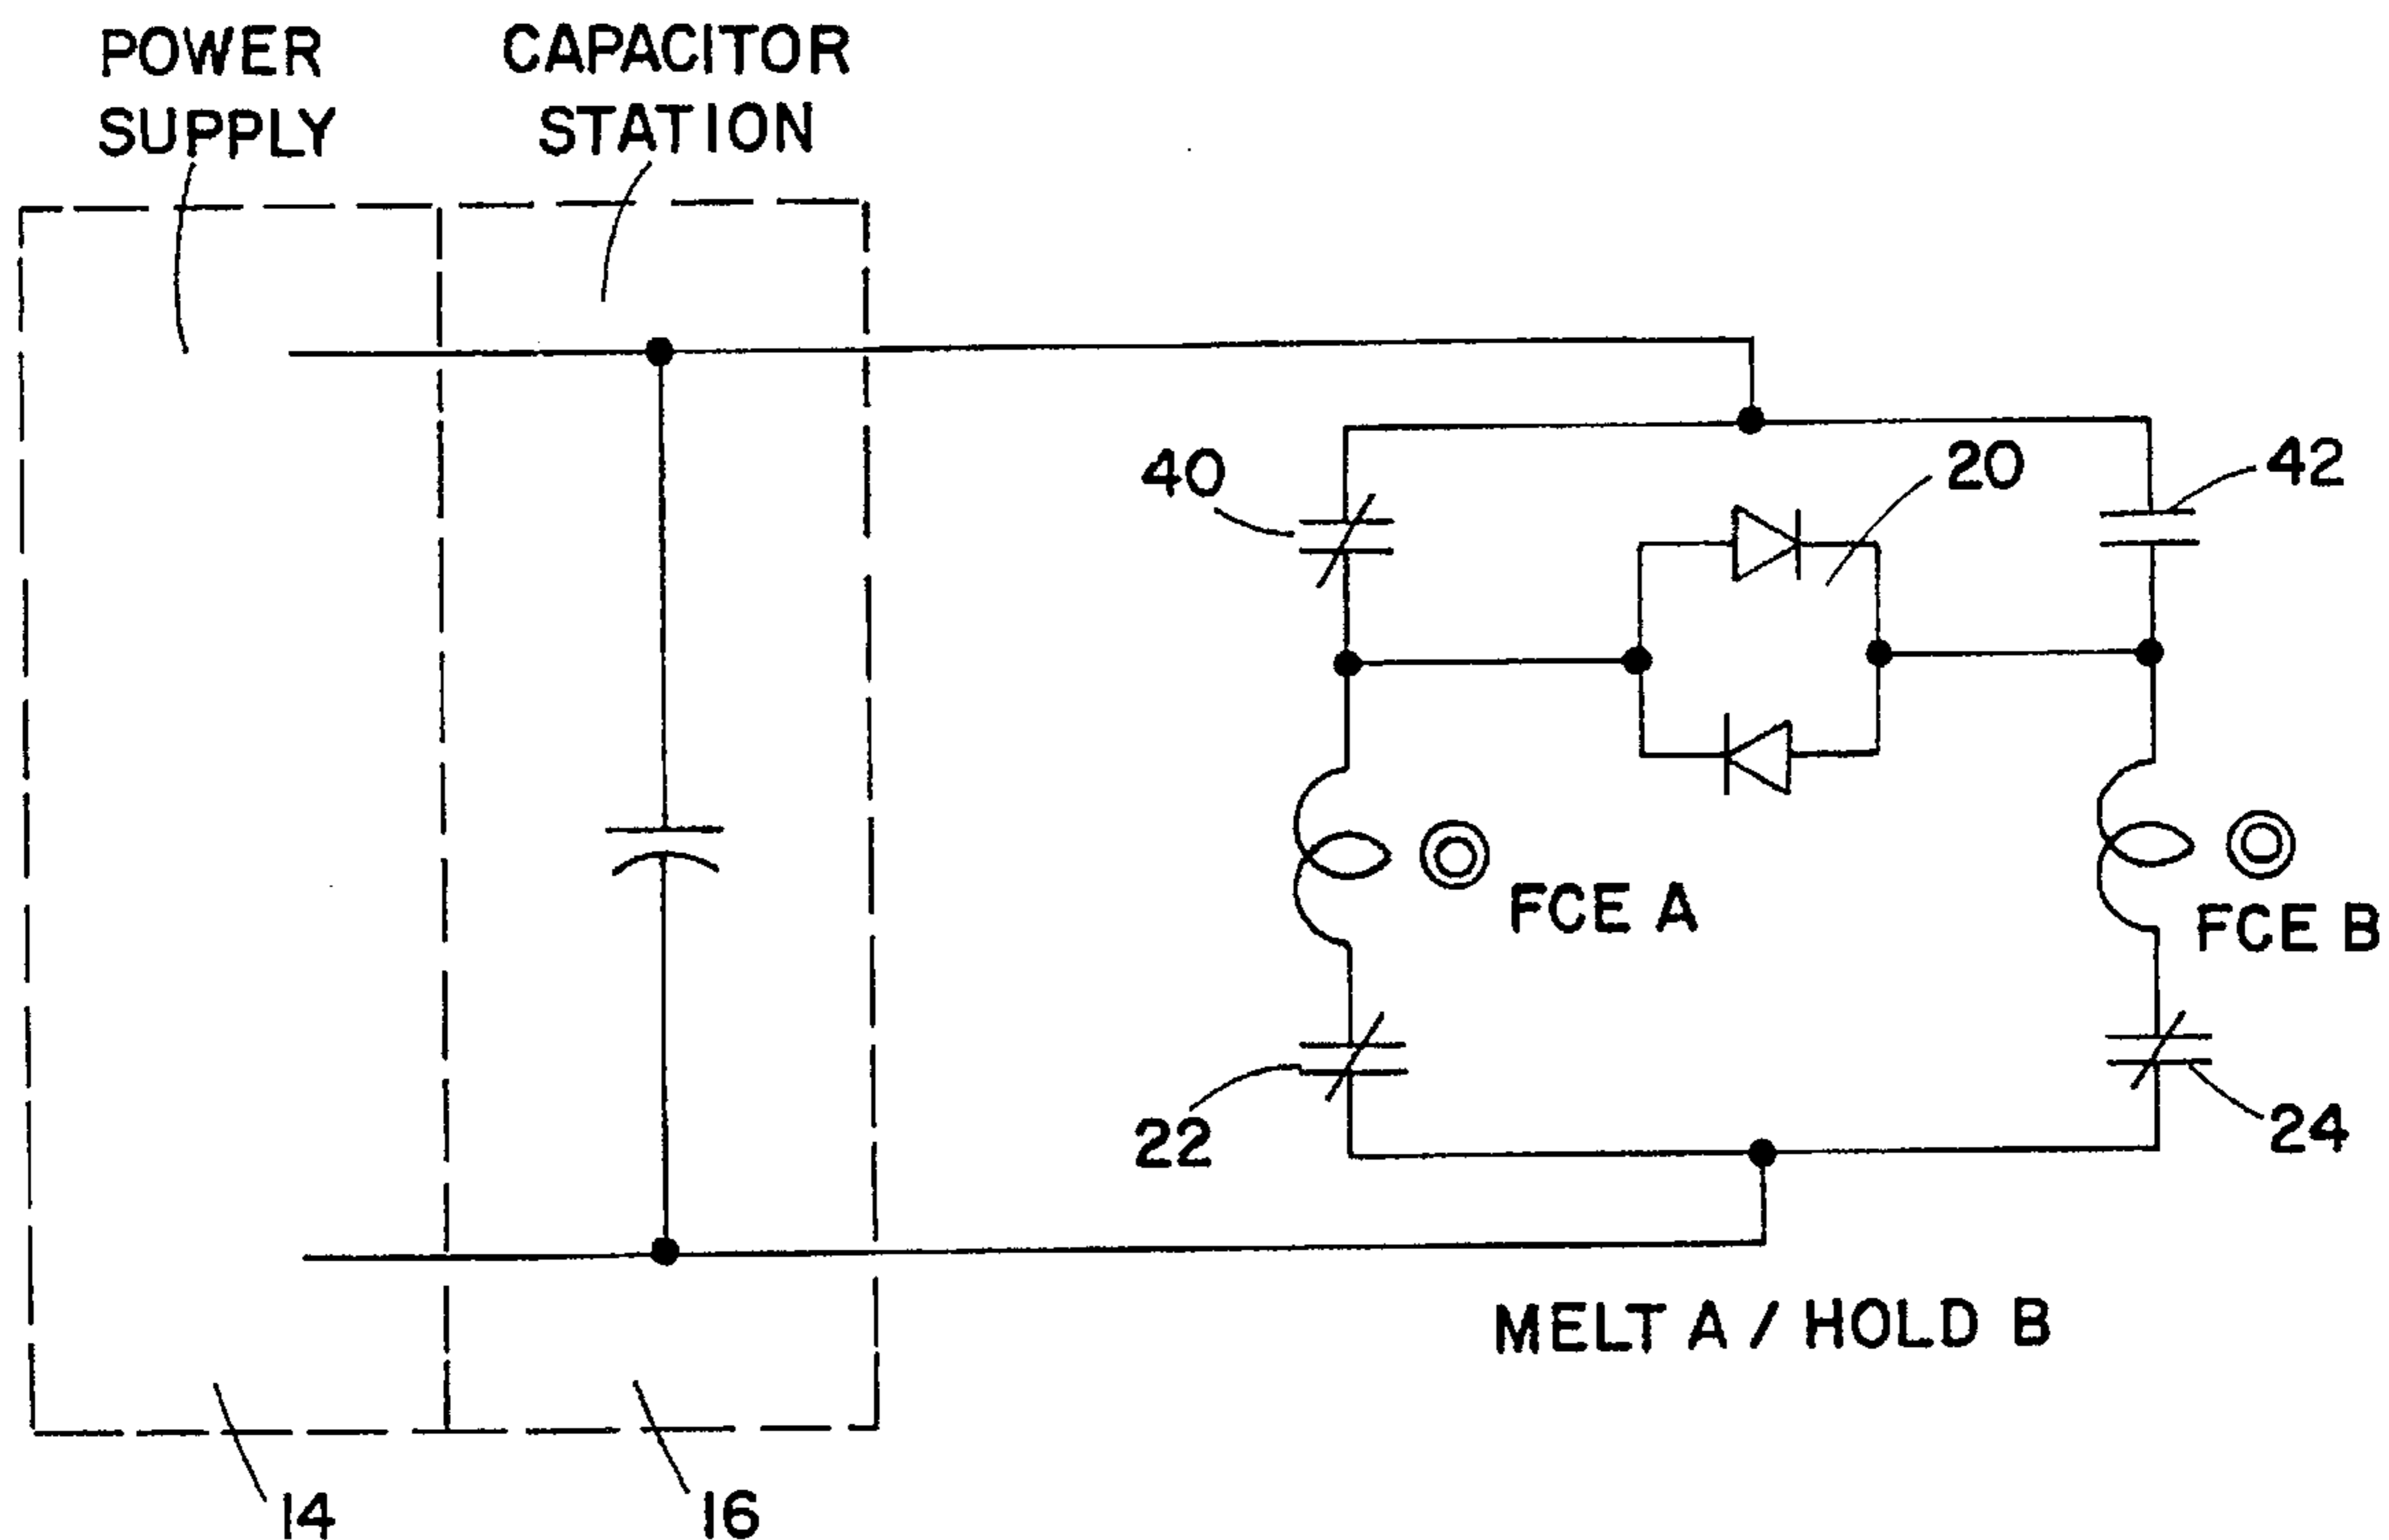 POWER
SUPPLY
CAPACITOR
STATION
40
20
42
FCE A
FCE B
22
24
MELT A / HOLD B
14
16